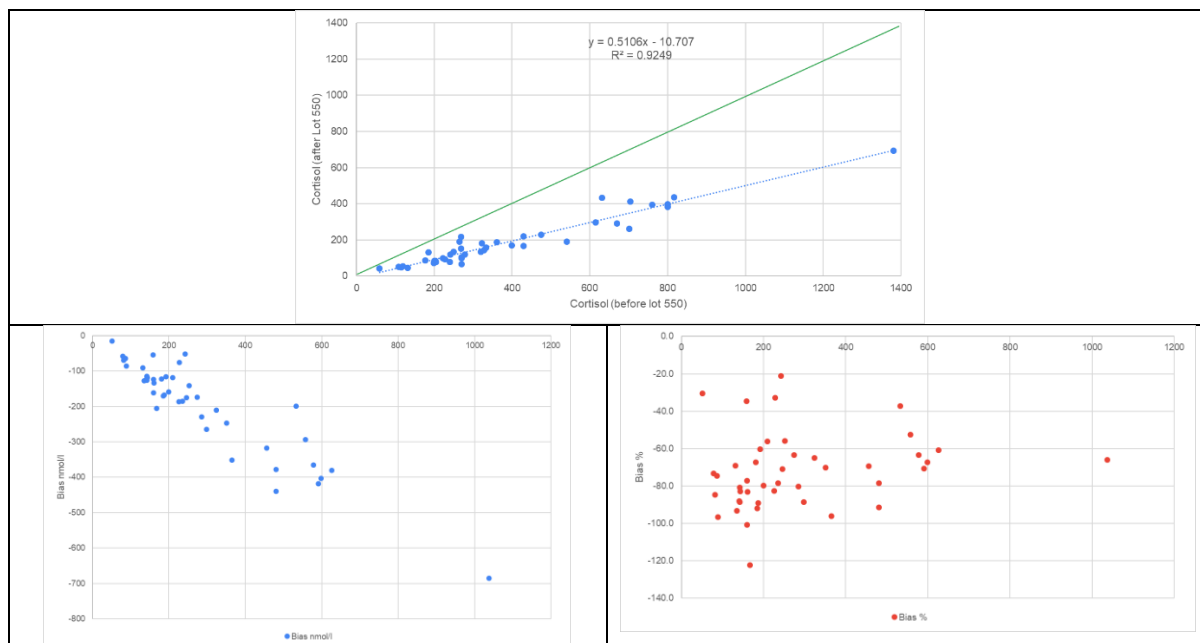 1400
1200
1000
800
600
400
200
0
y = 0.5106x - 10.707
R² = 0.9249
Cortisol (after Lot 550)
0 200 400 600 800 1000 1200 1400
Cortisol (before lot 550)
0 200 400 600 800 1000 1200
0
-100
-200
-300
-400
-500
-600
-700
-800
Bias nmol/l
Bias nmol/l
0.0
0 200 400 600 800 1000 1200
-20.0
-40.0
-60.0
-80.0
-100.0
-120.0
-140.0
Bias %
Bias %